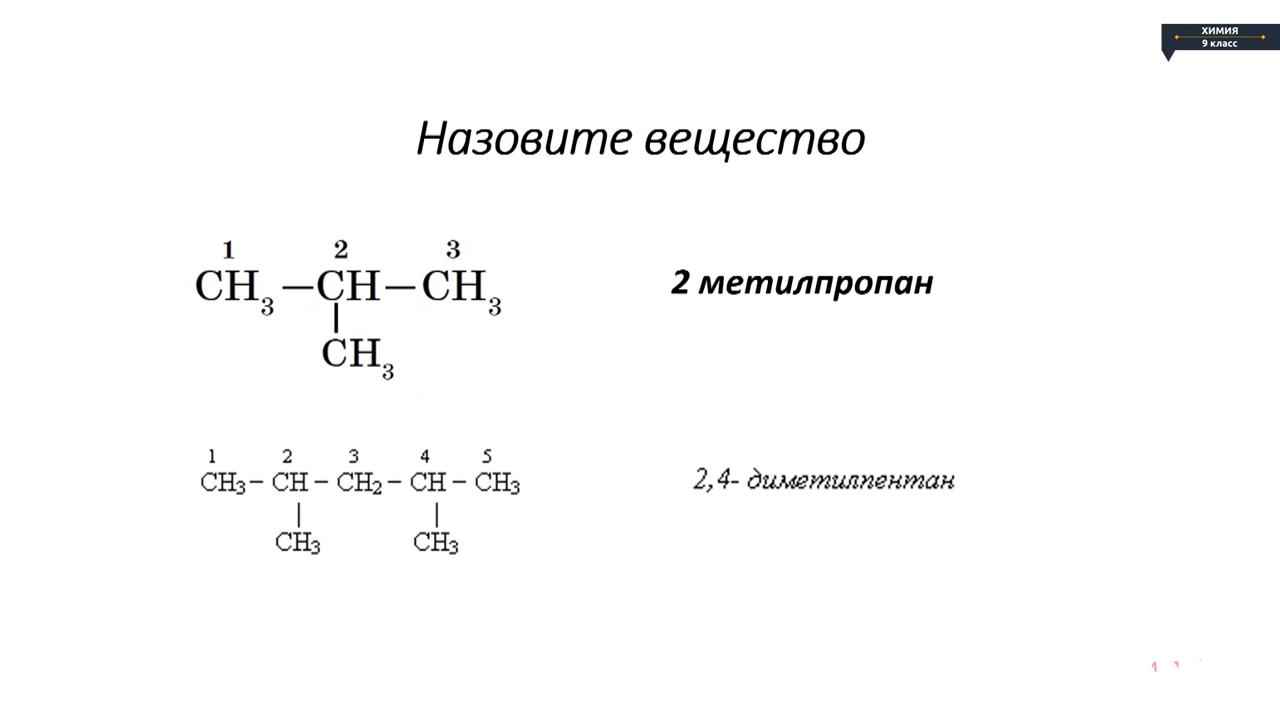 ХИМИЯ
9 класс
Назовите вещество
1 2 3
CH₃ – CH – CH₃
|
CH₃
2 метилпропан
1 2 3 4 5
CH₃ – CH – CH₂ – CH – CH₃
| |
CH₃ CH₃
2,4- диметилпентан